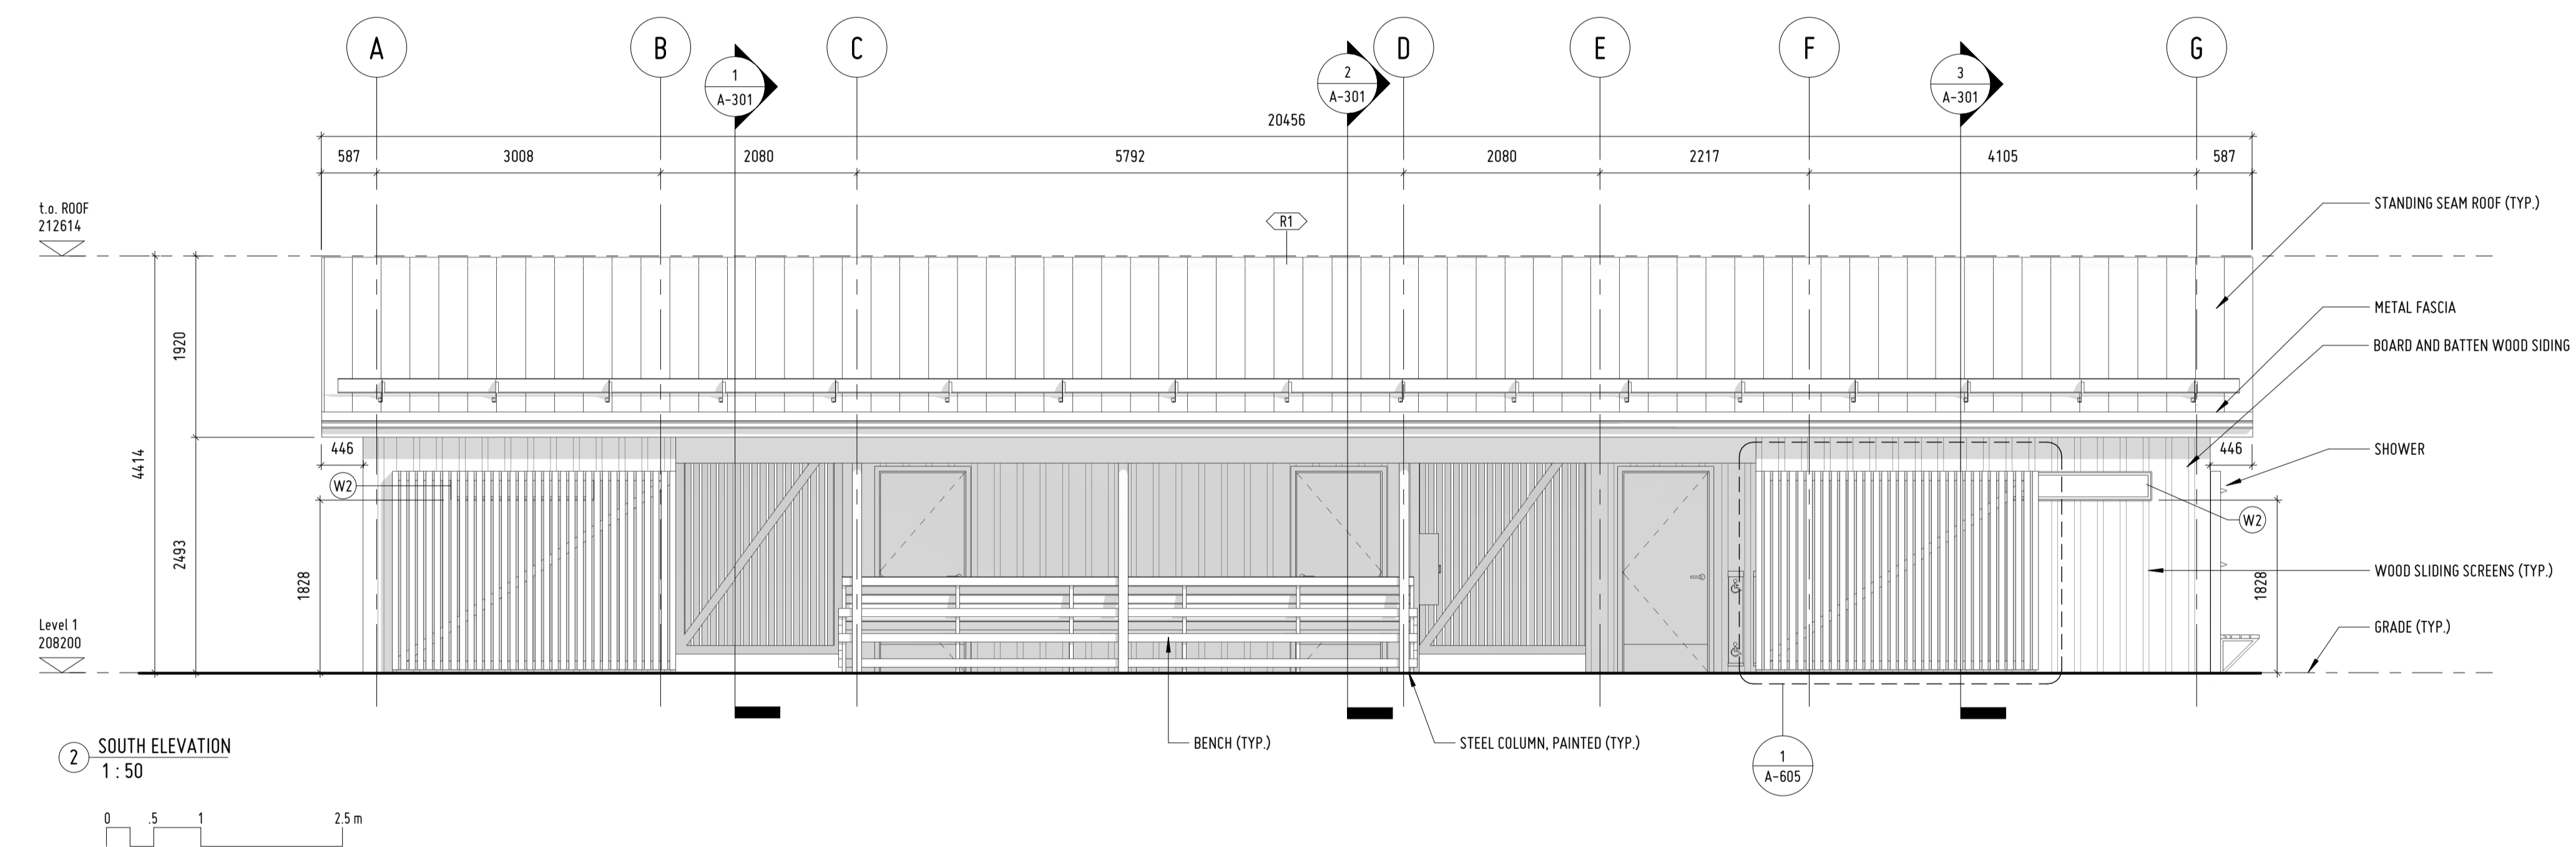 A
B
C
D
E
F
G
1
A-301
2
A-301
3
A-301
20456
587
3008
2080
5792
2080
2217
4105
587
t.o. ROOF
212614
R1
STANDING SEAM ROOF (TYP.)
METAL FASCIA
BOARD AND BATTEN WOOD SIDING
1920
4414
2493
446
446
W2
SHOWER
W2
1828
1828
WOOD SLIDING SCREENS (TYP.)
Level 1
208200
GRADE (TYP.)
BENCH (TYP.)
STEEL COLUMN, PAINTED (TYP.)
1
A-605
2
SOUTH ELEVATION
1 : 50
0 .5 1 2.5 m